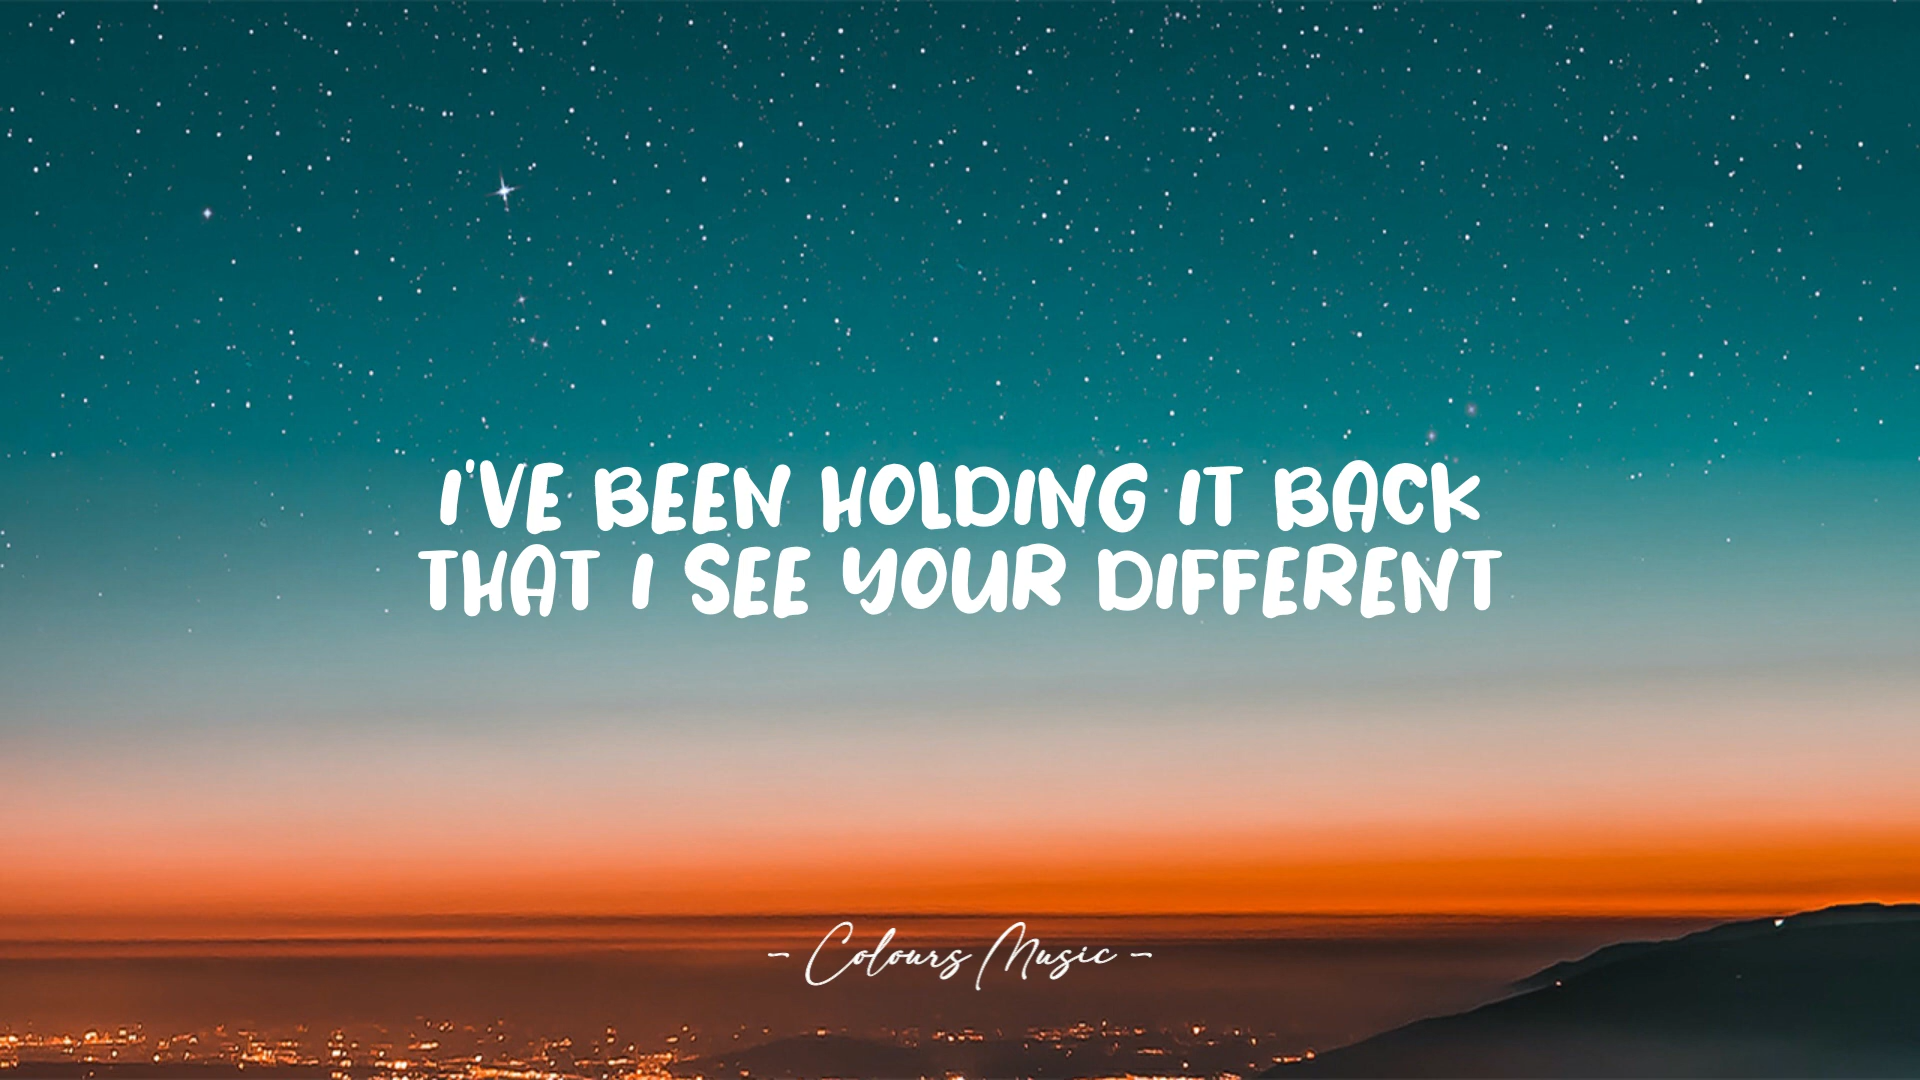 I'VE BEEN HOLDING IT BACK
THAT I SEE YOUR DIFFERENT
- Colours Music -